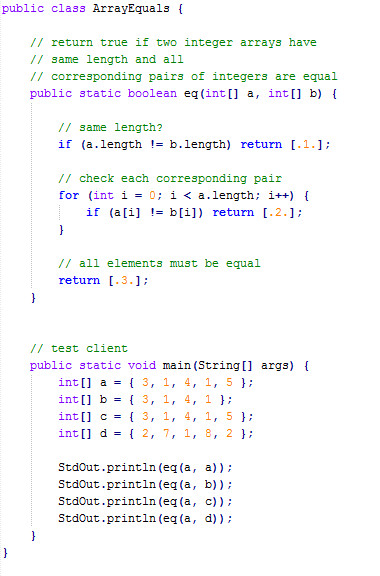 public class ArrayEquals {
// return true if two integer arrays have
// same length and all
// corresponding pairs of integers are equal
public static boolean eq(int[] a, int[] b) {
// same length?
if (a.length != b.length) return [.1.];
// check each corresponding pair
for (int i = 0; i < a.length; i++) {
if (a[i] != b[i]) return [.2.];
}
// all elements must be equal
return [.3.];
}
// test client
public static void main(String[] args) {
int[] a = { 3, 1, 4, 1, 5 };
int[] b = { 3, 1, 4, 1 };
int[] c = { 3, 1, 4, 1, 5 };
int[] d = { 2, 7, 1, 8, 2 };
StdOut.println(eq(a, a));
StdOut.println(eq(a, b));
StdOut.println(eq(a, c));
StdOut.println(eq(a, d));
}
}